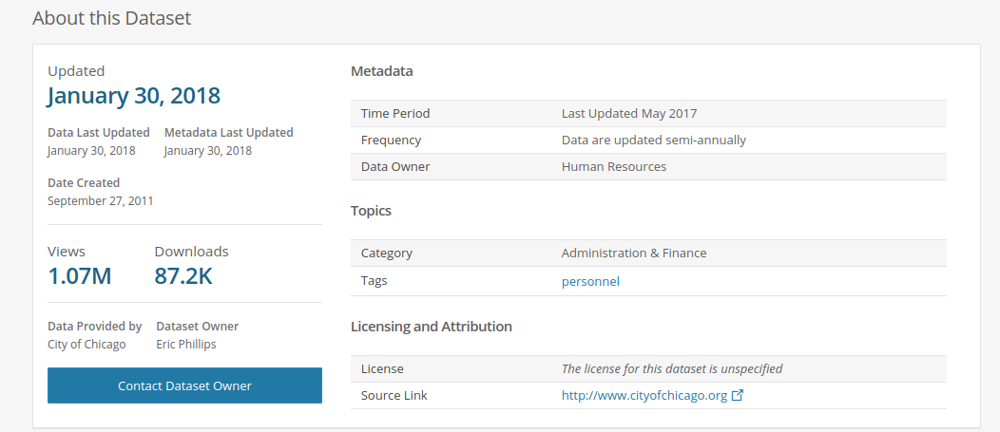 About this Dataset
Updated
January 30, 2018
Data Last Updated Metadata Last Updated
January 30, 2018 January 30, 2018
Date Created
September 27, 2011
Views Downloads
1.07M 87.2K
Data Provided by Dataset Owner
City of Chicago Eric Phillips
Contact Dataset Owner
Metadata
Time Period Last Updated May 2017
Frequency Data are updated semi-annually
Data Owner Human Resources
Topics
Category Administration & Finance
Tags personnel
Licensing and Attribution
License The license for this dataset is unspecified
Source Link http://www.cityofchicago.org